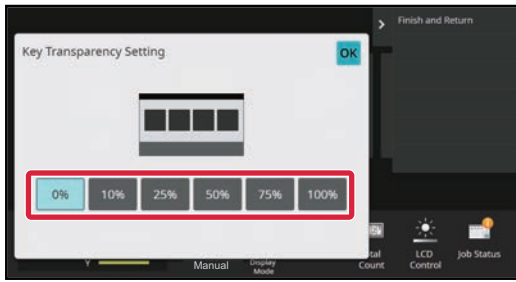 Finish and Return
Key Transparency Setting
OK
0% 10% 25% 50% 75% 100%
Y
Manual
Display
Mode
Count
LCD
Control
Job Status